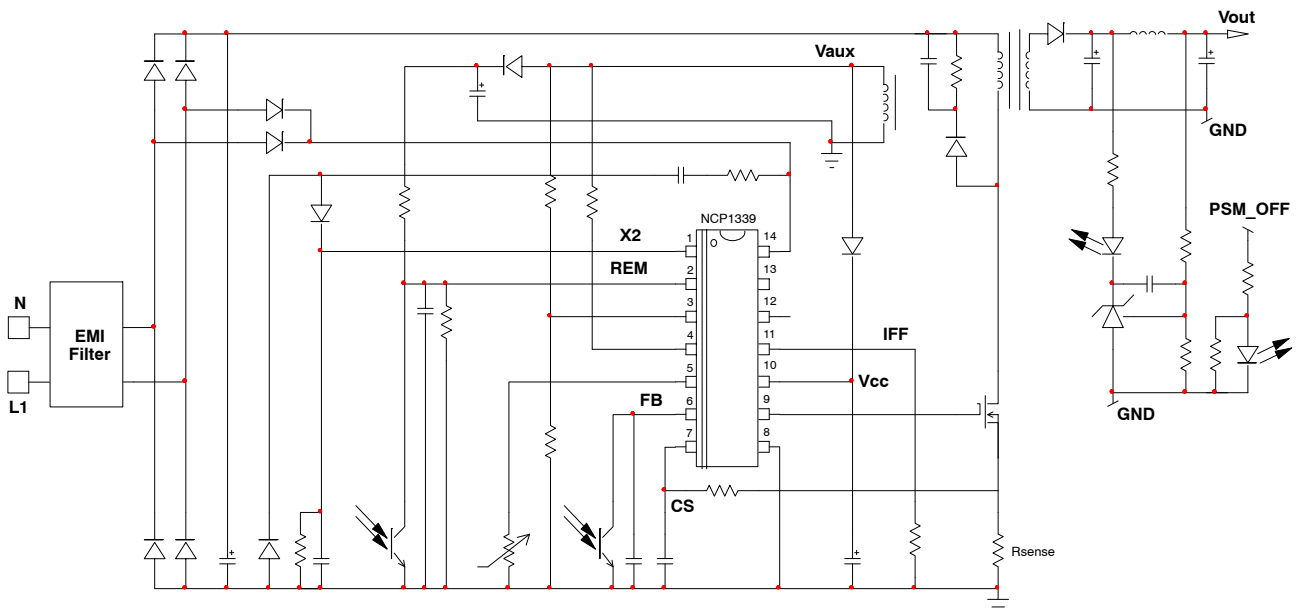 Vout
Vaux
GND
NCP1339
PSM_OFF
X2
1
14
REM
2
13
N
3
12
EMI
Filter
4
11
IFF
5
10
Vcc
L1
FB
6
9
GND
7
8
CS
Rsense
+
+
+
+
+